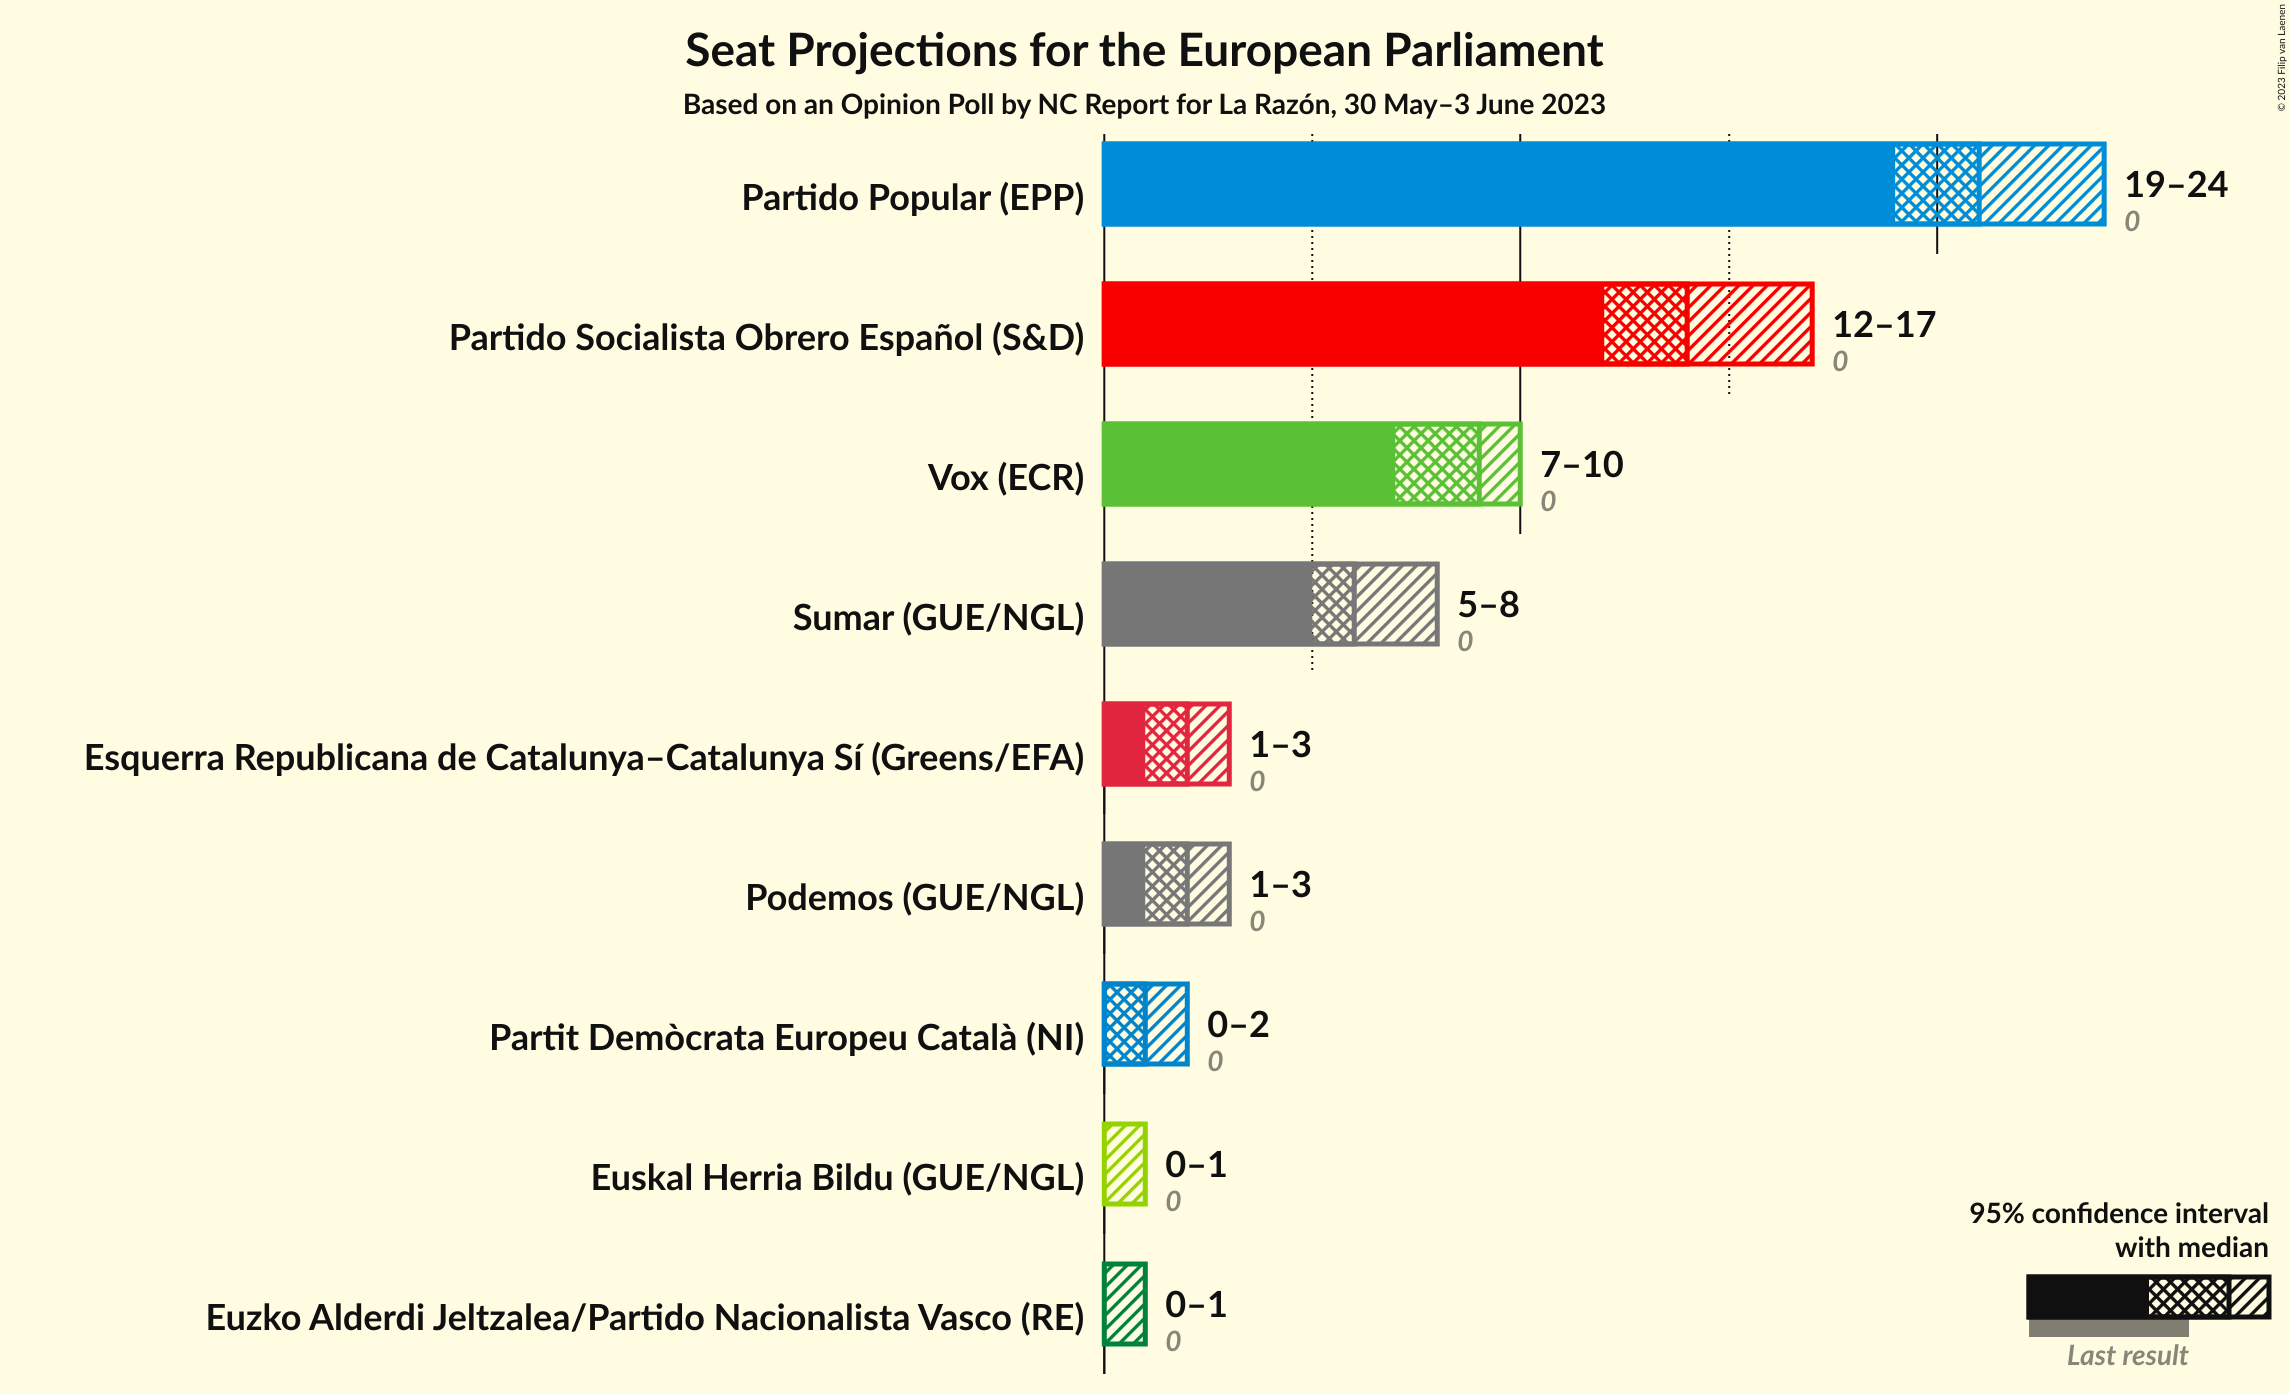 Seat Projections for the European Parliament
Based on an Opinion Poll by NC Report for La Razón, 30 May–3 June 2023
© 2023 Filip van Laenen
Partido Popular (EPP)
19–24
0
Partido Socialista Obrero Español (S&D)
12–17
0
Vox (ECR)
7–10
0
Sumar (GUE/NGL)
5–8
0
Esquerra Republicana de Catalunya–Catalunya Sí (Greens/EFA)
1–3
0
Podemos (GUE/NGL)
1–3
0
Partit Demòcrata Europeu Català (NI)
0–2
0
Euskal Herria Bildu (GUE/NGL)
0–1
0
Euzko Alderdi Jeltzalea/Partido Nacionalista Vasco (RE)
0–1
0
95% confidence interval
with median
Last result